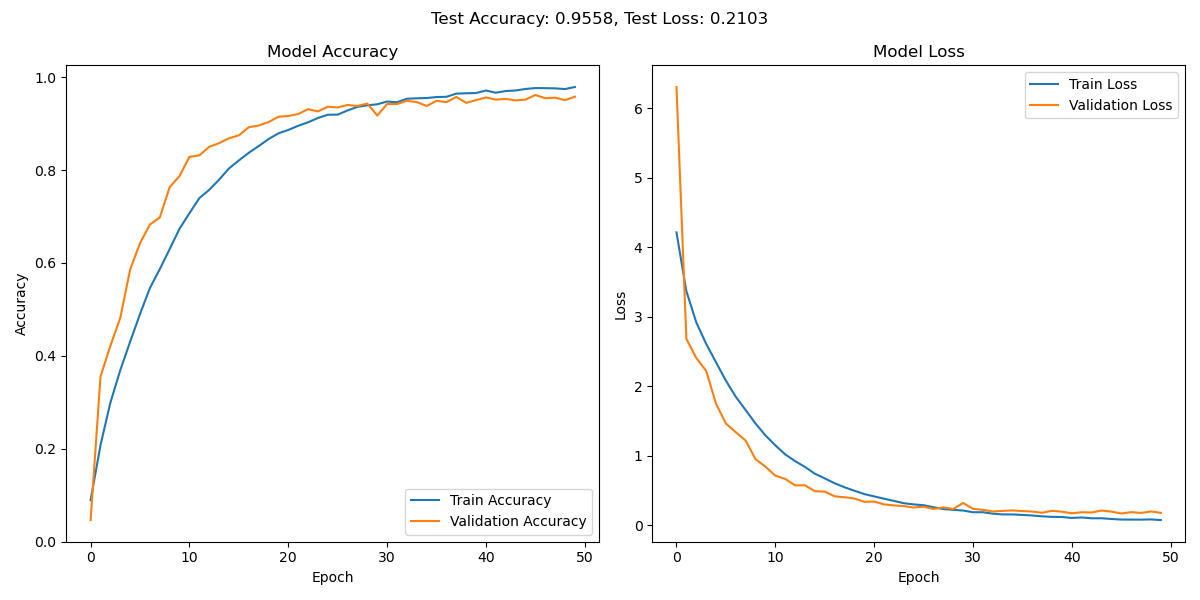 Test Accuracy: 0.9558, Test Loss: 0.2103
Model Accuracy
1.0
0.8
0.6
0.4
0.2
0.0
Accuracy
0 10 20 30 40 50
Epoch
Train Accuracy
Validation Accuracy
Model Loss
6
5
4
3
2
1
0
Loss
0 10 20 30 40 50
Epoch
Train Loss
Validation Loss